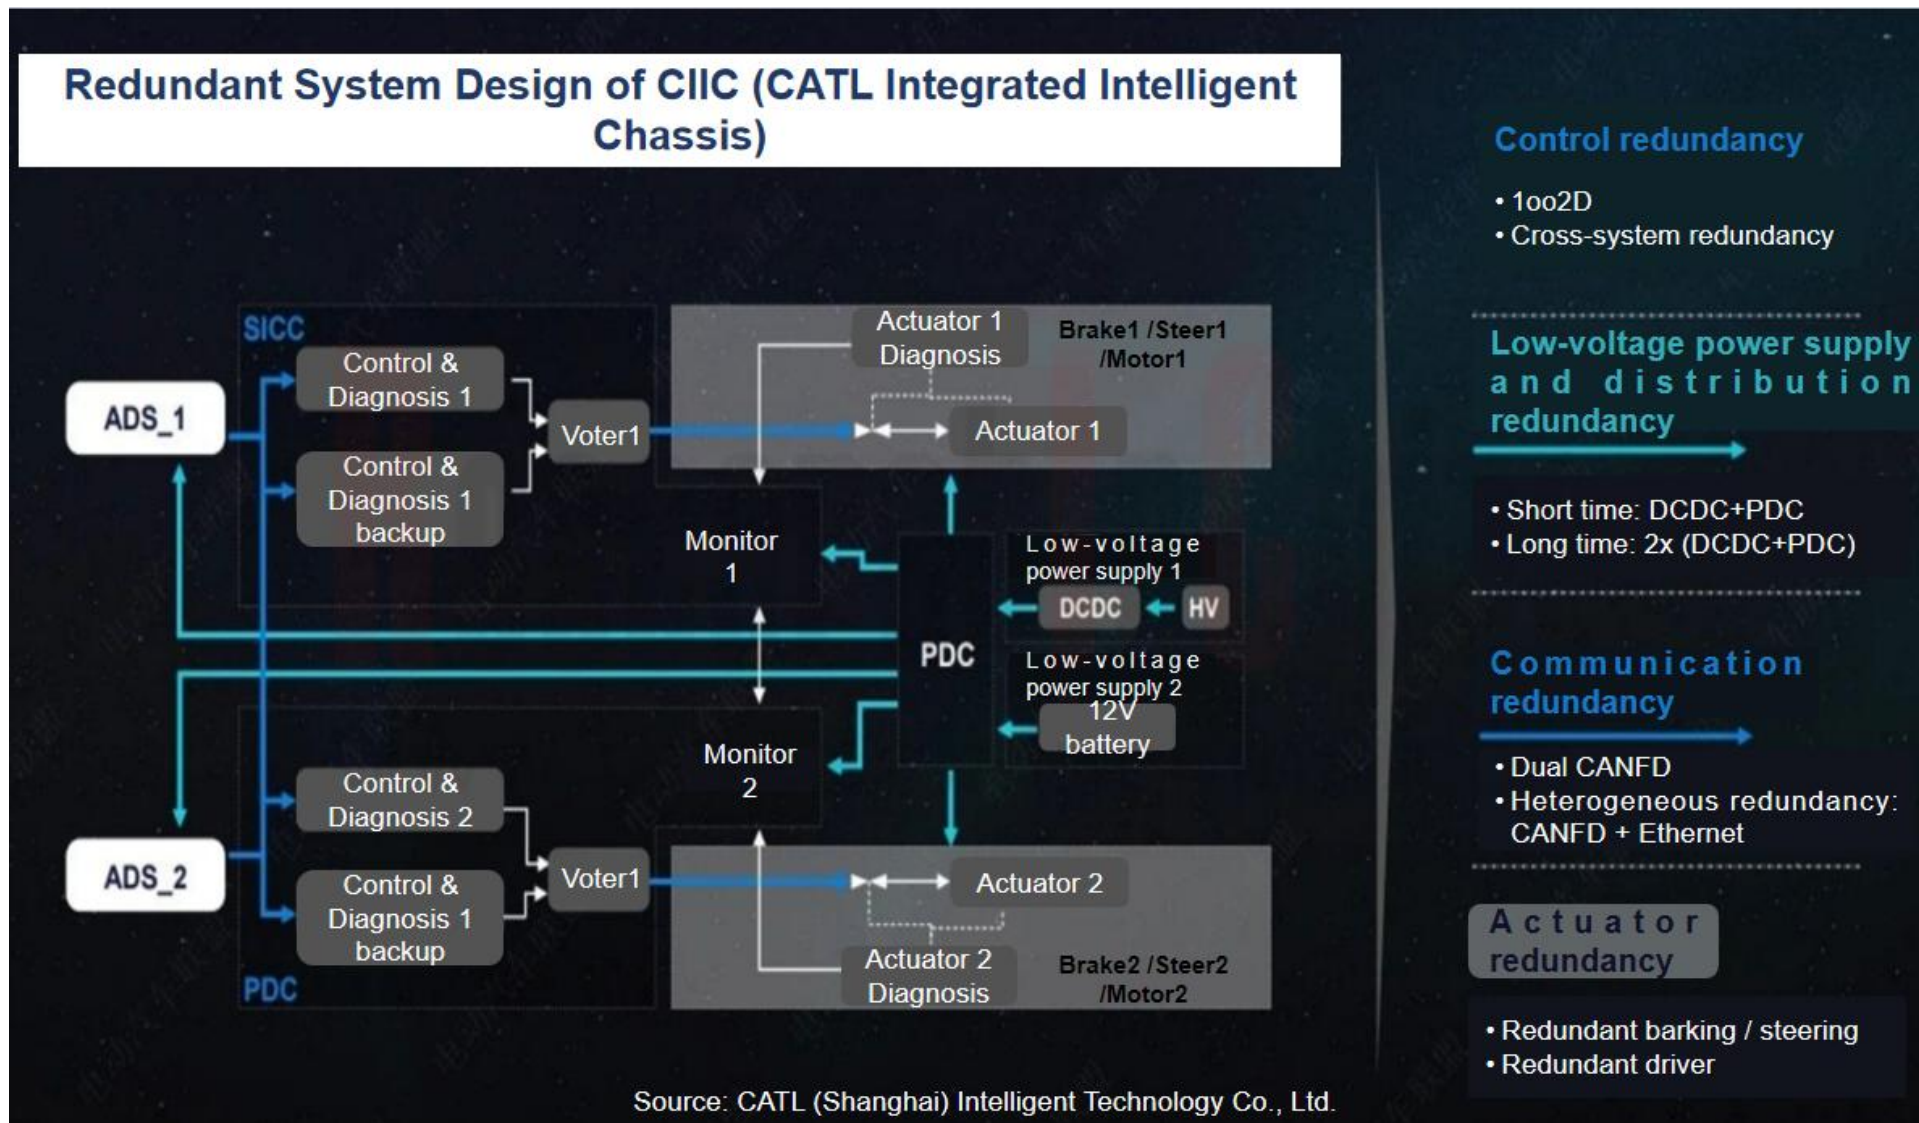 Redundant System Design of CIIC (CATL Integrated Intelligent
Chassis)
SICC
ADS_1
Control &
Diagnosis 1
Control &
Diagnosis 1
backup
Voter1
Actuator 1
Diagnosis
Brake1 /Steer1
/Motor1
Actuator 1
Monitor
1
PDC
Low-voltage
power supply 1
DCDC
HV
Low-voltage
power supply 2
12V
battery
Monitor
2
ADS_2
Control &
Diagnosis 2
Control &
Diagnosis 1
backup
Voter1
PDC
Actuator 2
Actuator 2
Diagnosis
Brake2 /Steer2
/Motor2
Source: CATL (Shanghai) Intelligent Technology Co., Ltd.
Control redundancy
• 1oo2D
• Cross-system redundancy
Low-voltage power supply
and distribution
redundancy
• Short time: DCDC+PDC
• Long time: 2x (DCDC+PDC)
Communication
redundancy
• Dual CANFD
• Heterogeneous redundancy:
CANFD + Ethernet
Actuator
redundancy
• Redundant barking / steering
• Redundant driver